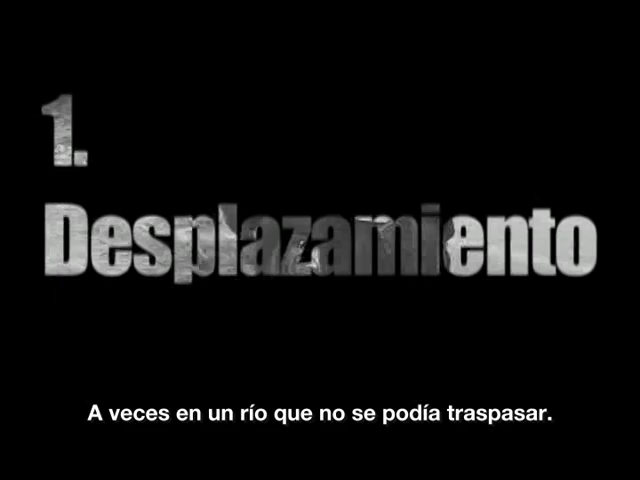 1.
Desplazamiento
A veces en un río que no se podía traspasar.